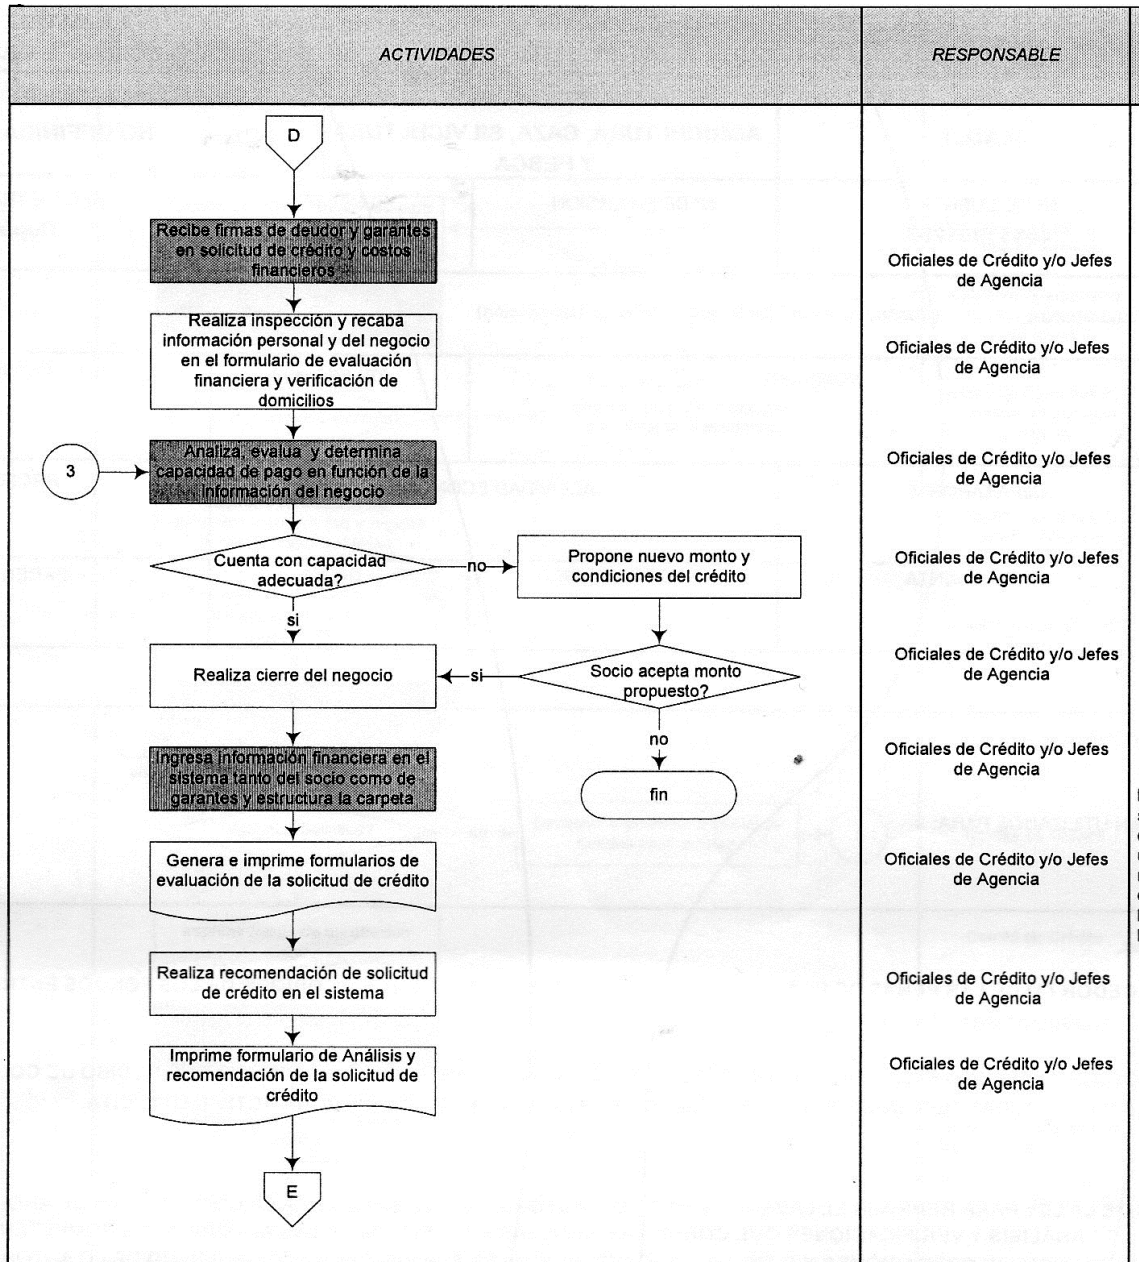 ACTIVIDADES
RESPONSABLE
D
Recibe firmas de deudor y garantes
en solicitud de crédito y costos
financieros
Oficiales de Crédito y/o Jefes
de Agencia
Realiza inspección y recaba
información personal y del negocio
en el formulario de evaluación
financiera y verificación de
domicilios
Oficiales de Crédito y/o Jefes
de Agencia
3
Analiza, evalua y determina
capacidad de pago en función de la
información del negocio
Oficiales de Crédito y/o Jefes
de Agencia
Cuenta con capacidad
adecuada?
no
Propone nuevo monto y
condiciones del crédito
Oficiales de Crédito y/o Jefes
de Agencia
si
Realiza cierre del negocio
si
Socio acepta monto
propuesto?
Oficiales de Crédito y/o Jefes
de Agencia
no
fin
Ingresa información financiera en el
sistema tanto del socio como de
garantes y estructura la carpeta
Oficiales de Crédito y/o Jefes
de Agencia
Genera e imprime formularios de
evaluación de la solicitud de crédito
Oficiales de Crédito y/o Jefes
de Agencia
Realiza recomendación de solicitud
de crédito en el sistema
Oficiales de Crédito y/o Jefes
de Agencia
Imprime formulario de Análisis y
recomendación de la solicitud de
crédito
Oficiales de Crédito y/o Jefes
de Agencia
E